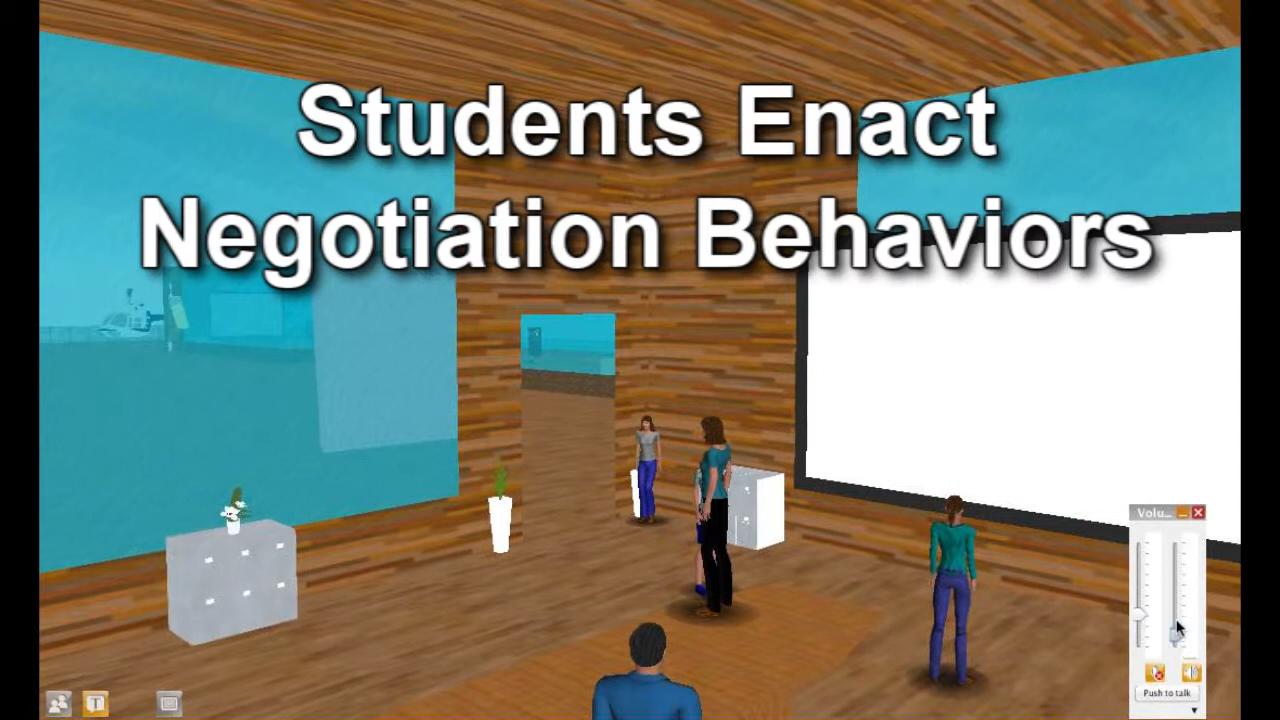 Students Enact
Negotiation Behaviors
Volu...
T
Push to talk